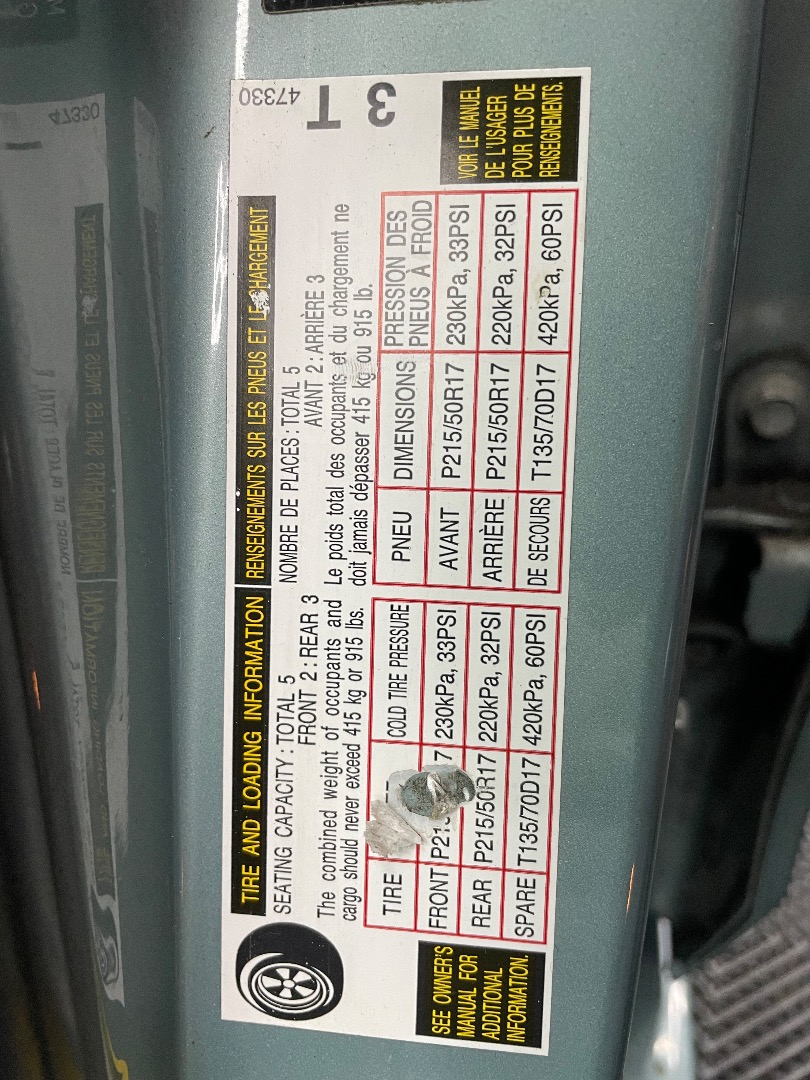 TIRE AND LOADING INFORMATION
SEATING CAPACITY : TOTAL 5
FRONT 2 : REAR 3
The combined weight of occupants and
cargo should never exceed 415 kg or 915 lbs.
TIRE COLD TIRE PRESSURE
FRONT P21 7 230kPa, 33PSI
REAR P215/50R17 220kPa, 32PSI
SPARE T135/70D17 420kPa, 60PSI
SEE OWNER'S
MANUAL FOR
ADDITIONAL
INFORMATION.
RENSEIGNEMENTS SUR LES PNEUS ET LE CHARGEMENT
NOMBRE DE PLACES : TOTAL 5
AVANT 2 : ARRIÈRE 3
Le poids total des occupants et du chargement ne
doit jamais dépasser 415 kg ou 915 lb.
PNEU DIMENSIONS PRESSION DES
PNEUS À FROID
AVANT P215/50R17 230kPa, 33PSI
ARRIÈRE P215/50R17 220kPa, 32PSI
DE SECOURS T135/70D17 420kPa, 60PSI
VOIR LE MANUEL
DE L'USAGER
POUR PLUS DE
RENSEIGNEMENTS.
47330
T
3